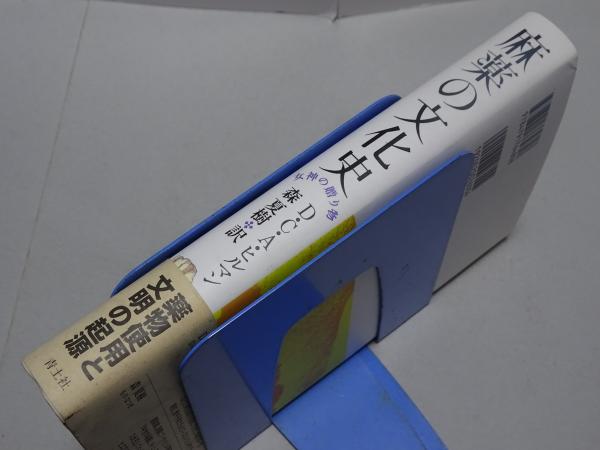 麻薬の文化史
女神の贈り物
D・C・A・ヒルマン
森夏樹 訳
薬物使用と
文明の起源
青土社